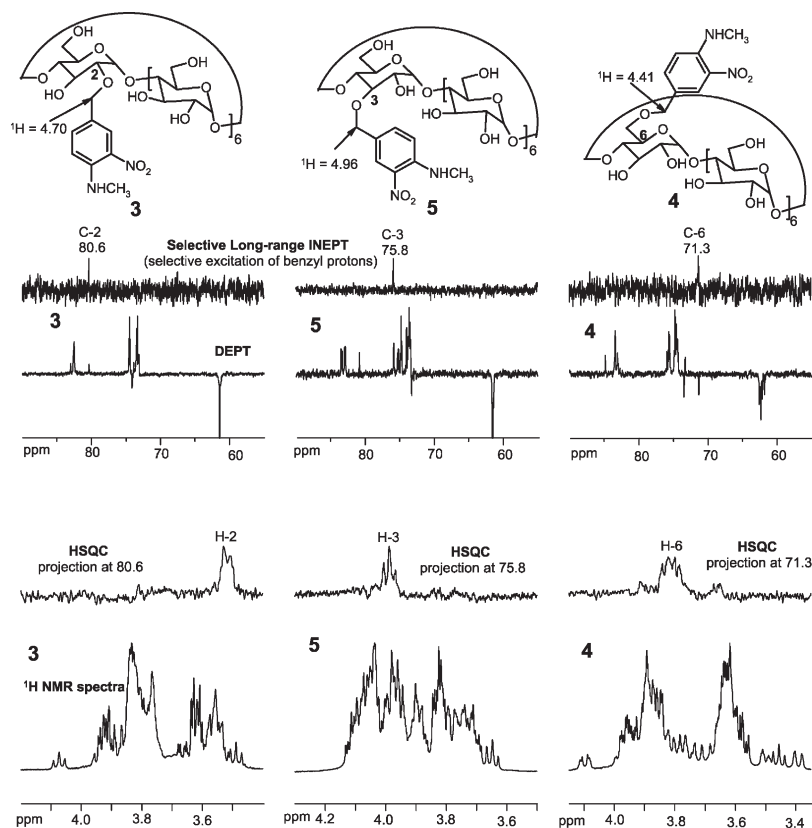 OH
OH
2
O
O
HO
O
O
O
HO
OH
O
6
¹H = 4.70
NO₂
NHCH₃
3
OH
O
O
OH
3
O
O
OH
O
HO
OH
O
6
¹H = 4.96
NHCH₃
NO₂
5
NHCH₃
¹H = 4.41
NO₂
O
6
O
O
HO
OH
O
OH
O
HO
OH
O
6
4
C-2
80.6
Selective Long-range INEPT
(selective excitation of benzyl protons)
C-3
75.8
C-6
71.3
3
DEPT
5
4
ppm 80 70 60
ppm 80 70 60
ppm 80 70 60
HSQC
projection at 80.6
H-2
H-3
HSQC
projection at 75.8
H-6
HSQC
projection at 71.3
3
¹H NMR spectra
5
4
ppm 4.0 3.8 3.6
ppm 4.2 4.0 3.8 3.6
ppm 4.0 3.8 3.6 3.4